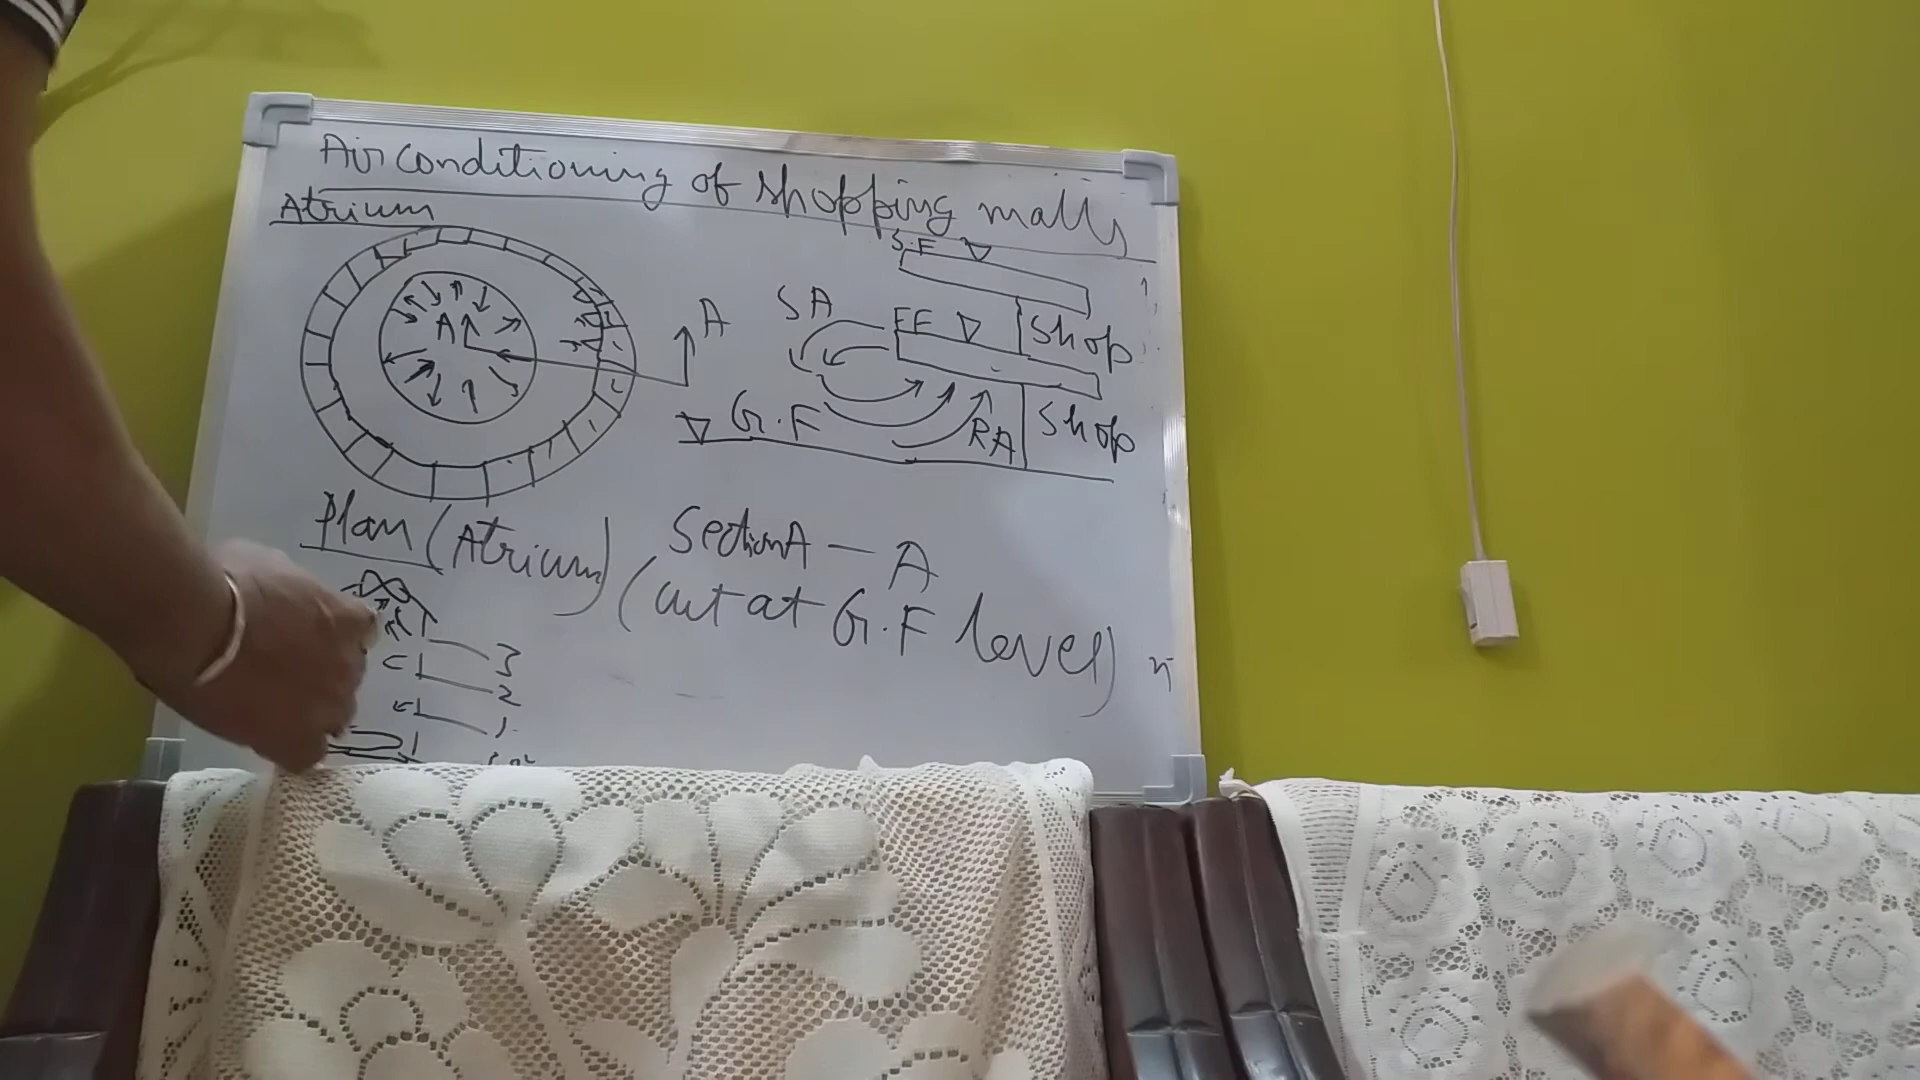 Air conditioning of shopping malls
Atrium
S.F
A
A
SA
F.F
Shop
G.F
RA
Shop
Plan (Atrium)
Section A - A
(cut at G.F level)
3
2
1